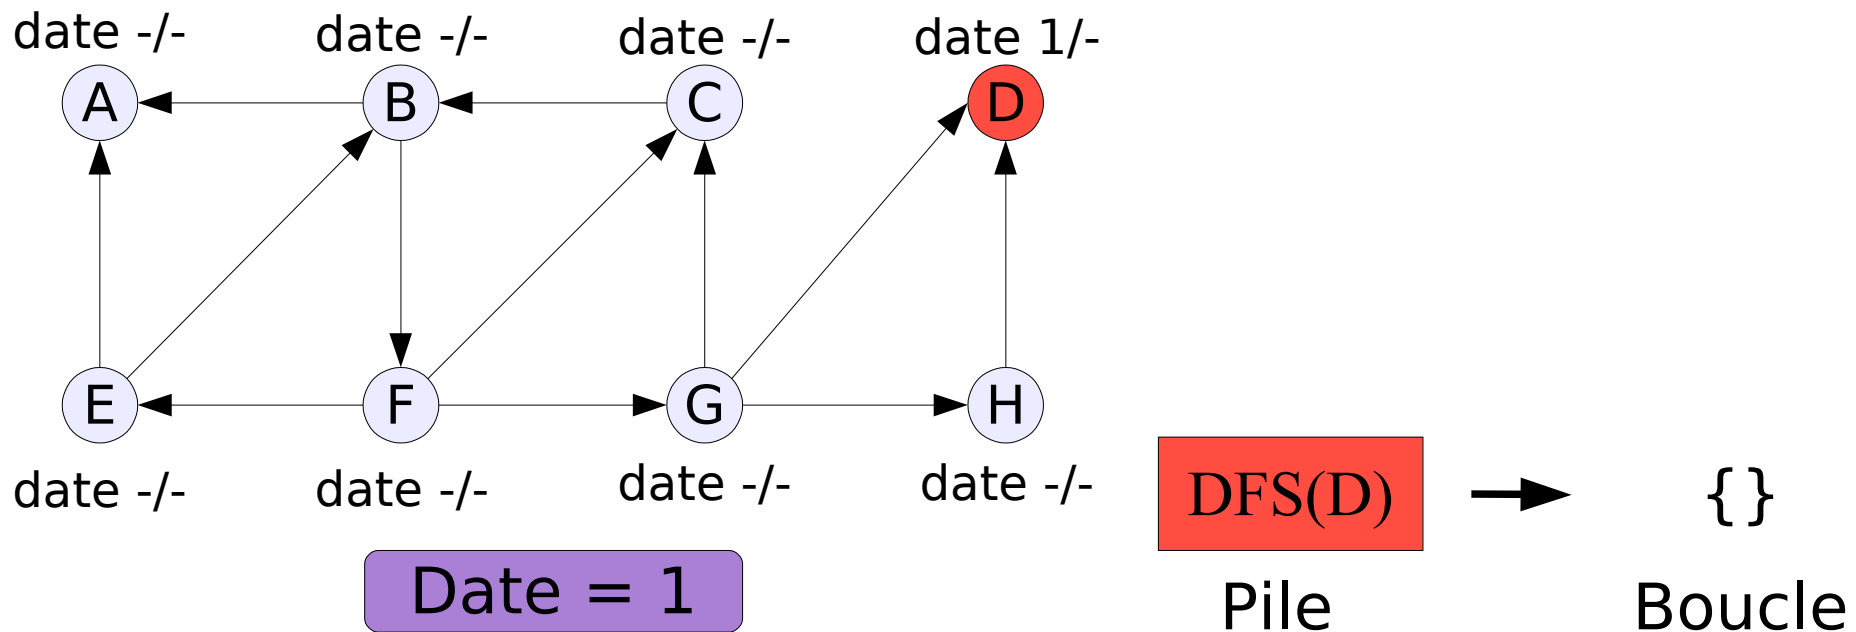 date -/- date -/- date -/- date 1/-
A B C D
E F G H
date -/- date -/- date -/- date -/-
DFS(D) {}
Date = 1
Pile Boucle